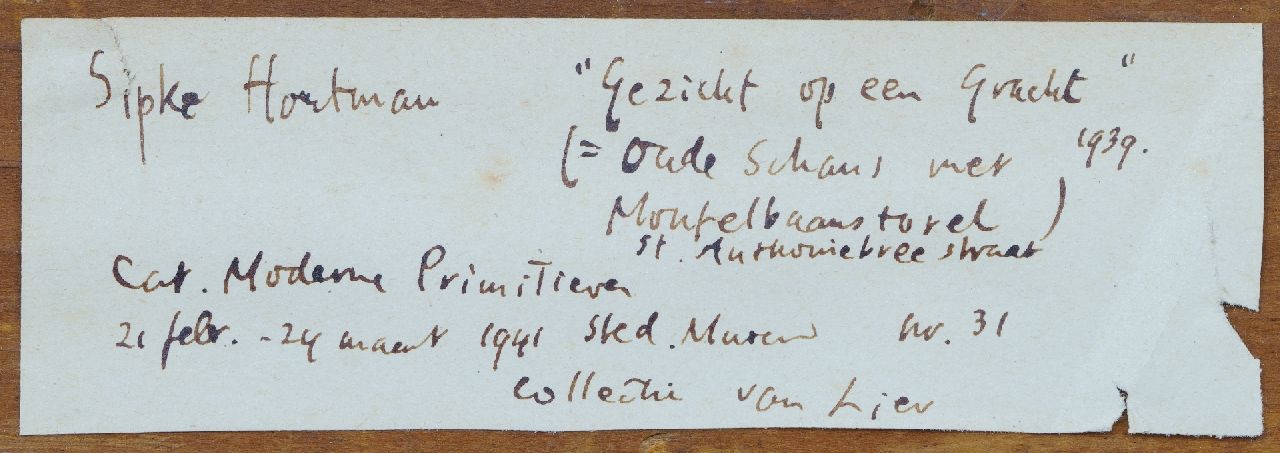 Sipke Houtman "Gezicht op een Gracht"
(= Oude Schans met 1939.
Montelbaanstoren)
St. Anthoniebreestraat
Cat. Moderne Primitieven
21 febr. - 24 maart 1941 Sted. Museum nr. 31
Collectie van Lier